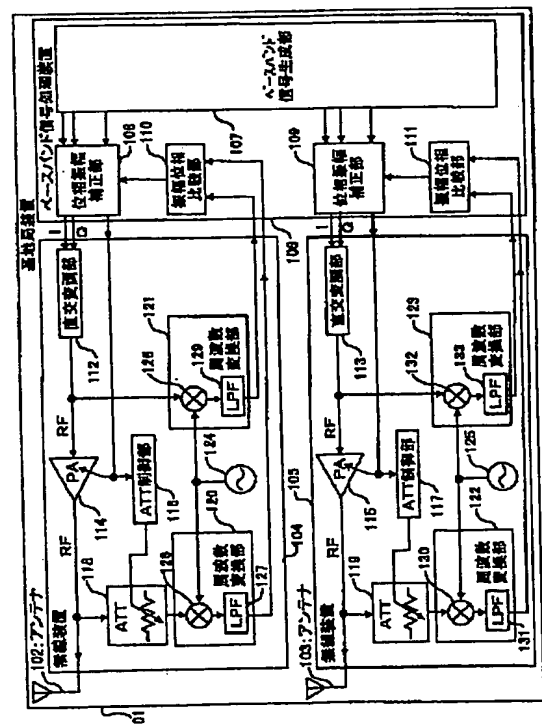 基地局装置
ベースバンド信号処理装置
ベースバンド
信号生成部
107
位相振幅
補正部
108
振幅位相
比較部
110
位相振幅
補正部
109
振幅位相
比較部
111
106
102:アンテナ
無線装置
I
Q
直交変調部
112
RF
PA
114
RF
ATT制御部
116
118
ATT
121
128
129
LPF
周波数
変換部
124
120
126
周波数
変換部
LPF
127
104
105
103:アンテナ
無線装置
I
Q
直交変調部
113
RF
PA
115
RF
ATT制御部
117
119
ATT
123
132
133
LPF
周波数
変換部
125
122
130
周波数
変換部
LPF
131
01